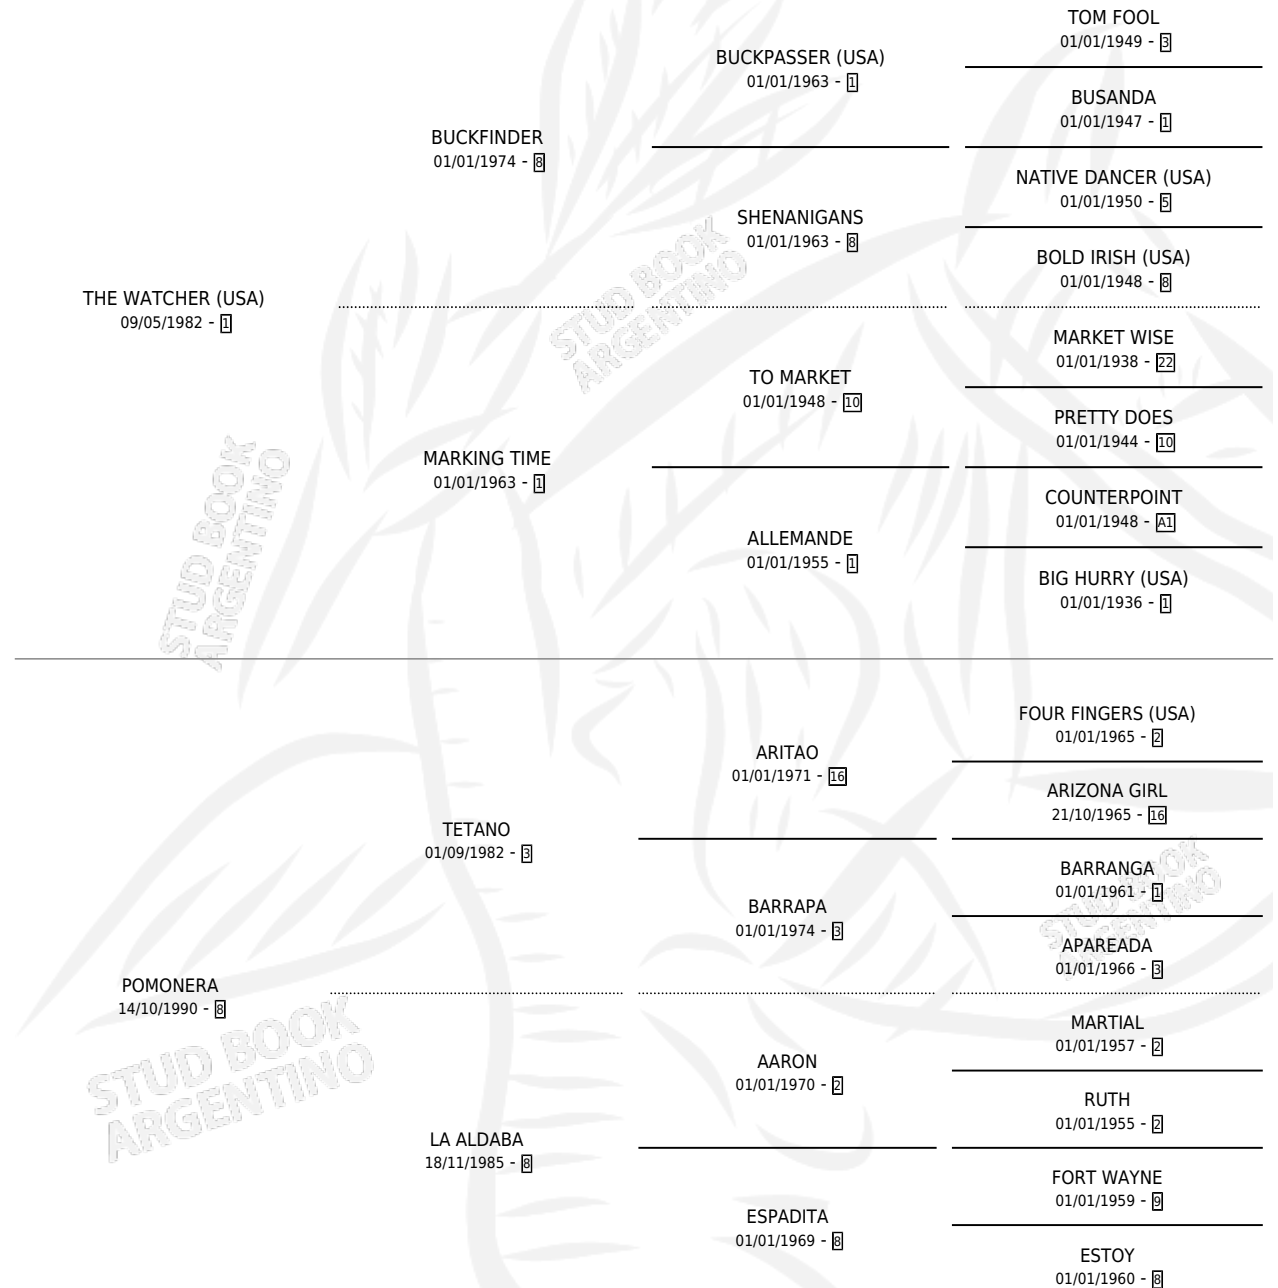 TOM FOOL
01/01/1949 - 3
BUCKPASSER (USA)
01/01/1963 - 1
BUSANDA
01/01/1947 - 1
BUCKFINDER
01/01/1974 - 8
NATIVE DANCER (USA)
01/01/1950 - 5
SHENANIGANS
01/01/1963 - 8
BOLD IRISH (USA)
01/01/1948 - 8
THE WATCHER (USA)
09/05/1982 - 1
STUD BOOK
ARGENTINO
MARKET WISE
01/01/1938 - 22
TO MARKET
01/01/1948 - 10
PRETTY DOES
01/01/1944 - 10
MARKING TIME
01/01/1963 - 1
COUNTERPOINT
01/01/1948 - A1
ALLEMANDE
01/01/1955 - 1
BIG HURRY (USA)
01/01/1936 - 1
STUD BOOK
ARGENTINO
FOUR FINGERS (USA)
01/01/1965 - 2
ARITAO
01/01/1971 - 16
ARIZONA GIRL
21/10/1965 - 16
TETANO
01/09/1982 - 3
BARRANGA
01/01/1961 - 1
BARRAPA
01/01/1974 - 3
APAREADA
01/01/1966 - 3
STUD BOOK
ARGENTINO
POMONERA
14/10/1990 - 8
MARTIAL
01/01/1957 - 2
AARON
01/01/1970 - 2
RUTH
01/01/1955 - 2
STUD BOOK
ARGENTINO
LA ALDABA
18/11/1985 - 8
FORT WAYNE
01/01/1959 - 9
ESPADITA
01/01/1969 - 8
ESTOY
01/01/1960 - 8